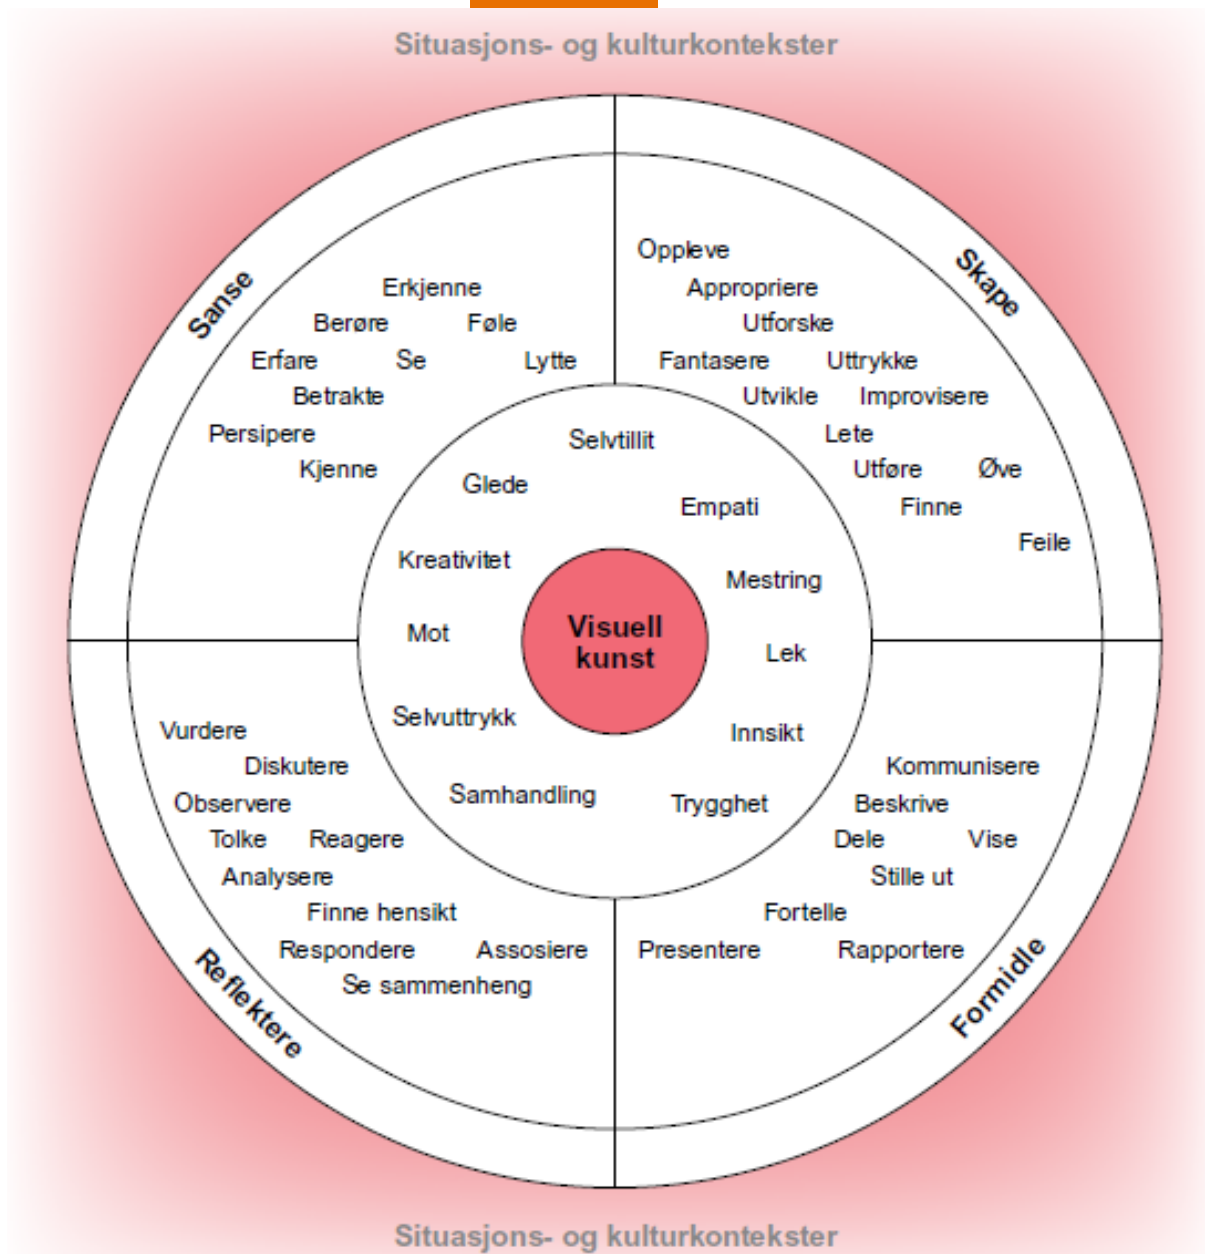 Situasjons- og kulturkontekster
Sanse
Erkjenne
Berøre Føle
Erfare Se Lytte
Betrakte
Persipere
Kjenne
Skape
Oppleve
Appropriere
Utforske
Fantasere Uttrykke
Utvikle Improvisere
Lete
Utføre Øve
Finne
Feile
Selvtillit
Glede
Empati
Kreativitet
Mestring
Mot
Lek
Selvuttrykk
Innsikt
Samhandling
Trygghet
Visuell
kunst
Vurdere
Diskutere
Observere
Tolke Reagere
Analysere
Finne hensikt
Respondere Assosiere
Se sammenheng
Reflektere
Kommunisere
Beskrive
Dele Vise
Stille ut
Fortelle
Presentere Rapportere
Formidle
Situasjons- og kulturkontekster